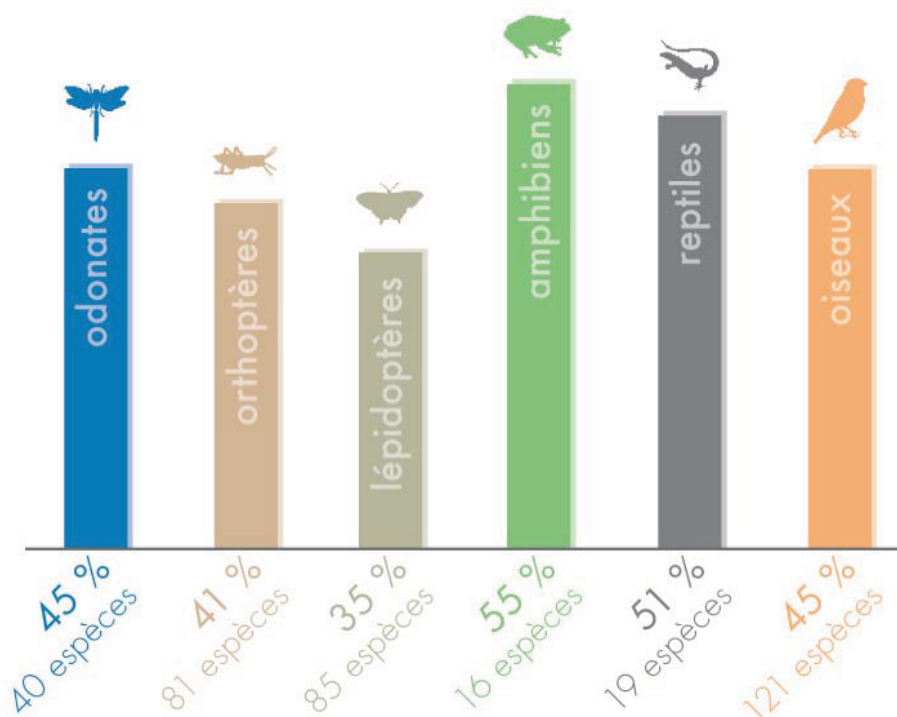 odonates
orthoptères
lépidoptères
amphibiens
reptiles
oiseaux
45 %
40 espèces
41 %
81 espèces
35 %
85 espèces
55 %
16 espèces
51 %
19 espèces
45 %
121 espèces